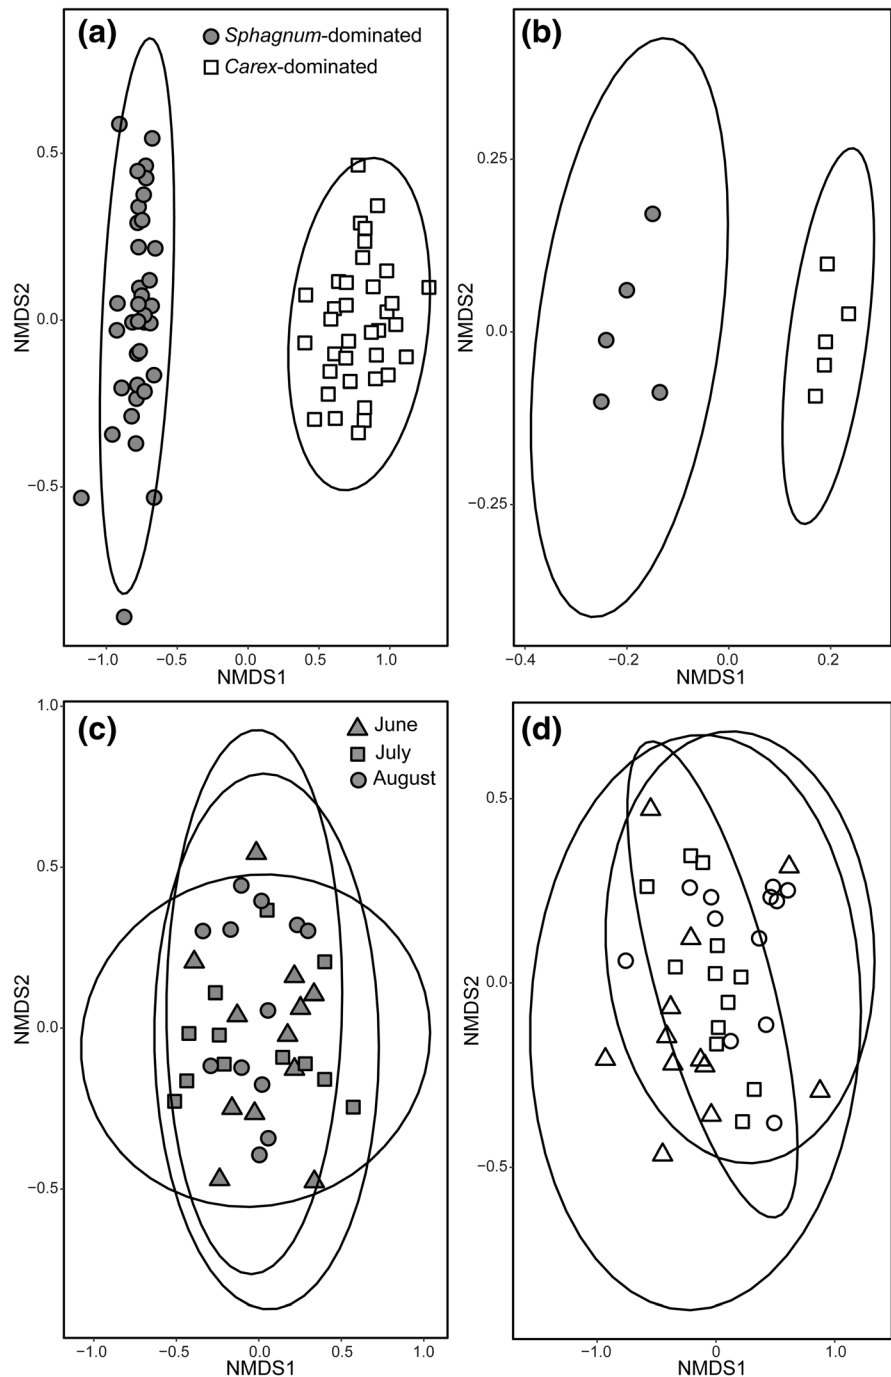 (a)
Sphagnum-dominated
Carex-dominated
0.5
0.0
−0.5
NMDS2
−1.0 −0.5 0.0 0.5 1.0
NMDS1
(b)
0.25
0.0
−0.25
NMDS2
−0.4 −0.2 0.0 0.2
NMDS1
(c)
June
July
August
1.0
0.5
0.0
−0.5
NMDS2
−1.0 −0.5 0.0 0.5 1.0
NMDS1
(d)
0.5
0.0
−0.5
NMDS2
−1.0 0 1.0
NMDS1